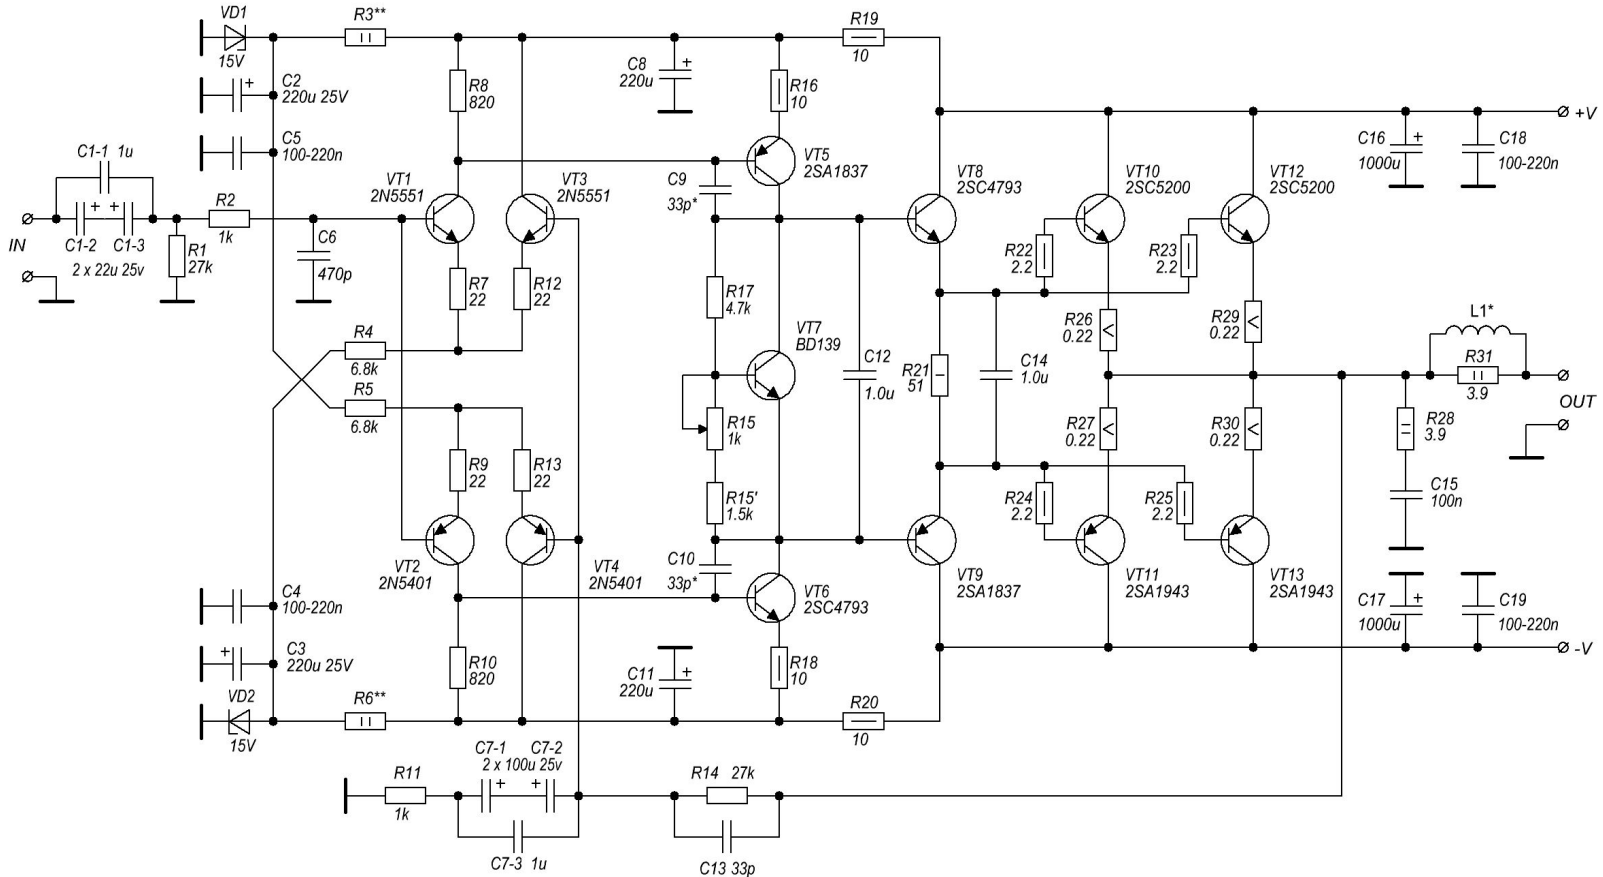 VD1
15V
R3**
R19
10
C2
220u 25V
C5
100-220n
R8
820
C8
220u
+
R16
10
+V
C16
1000u
+
C18
100-220n
C1-1 1u
VT5
2SA1837
VT1
2N5551
VT3
2N5551
C9
33p*
VT8
2SC4793
VT10
2SC5200
VT12
2SC5200
IN
+
+
C1-2
C1-3
2 x 22u 25v
R1
27k
R2
1k
C6
470p
R7
22
R12
22
R22
2.2
R23
2.2
R17
4.7k
R26
0.22
R29
0.22
L1*
R31
3.9
R4
6.8k
R5
6.8k
VT7
BD139
C12
1.0u
R21
51
C14
1.0u
OUT
R15
1k
R27
0.22
R30
0.22
R28
3.9
R9
22
R13
22
R15'
1.5k
R24
2.2
R25
2.2
C15
100n
VT2
2N5401
VT4
2N5401
C10
33p*
VT6
2SC4793
VT9
2SA1837
VT11
2SA1943
VT13
2SA1943
C4
100-220n
C3
220u 25V
+
C17
1000u
+
C19
100-220n
-V
VD2
15V
R6**
R10
820
C11
220u
+
R18
10
R20
10
C7-1
C7-2
2 x 100u 25v
+
+
R11
1k
R14 27k
C7-3 1u
C13 33p